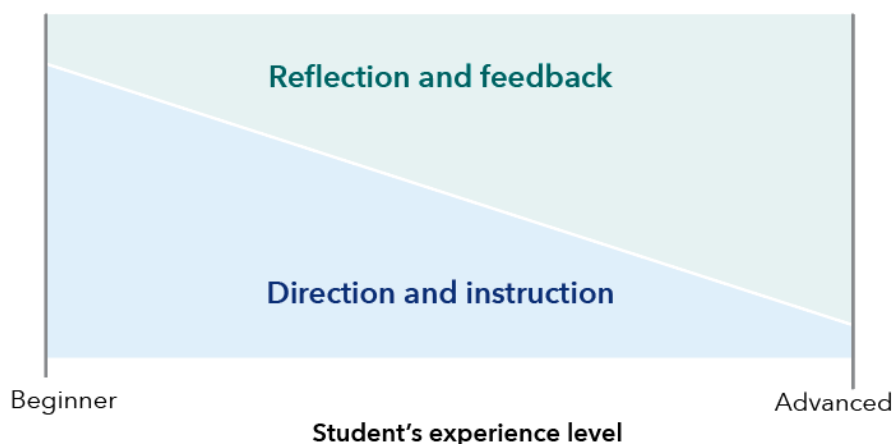 Reflection and feedback
Direction and instruction
Beginner
Advanced
Student’s experience level